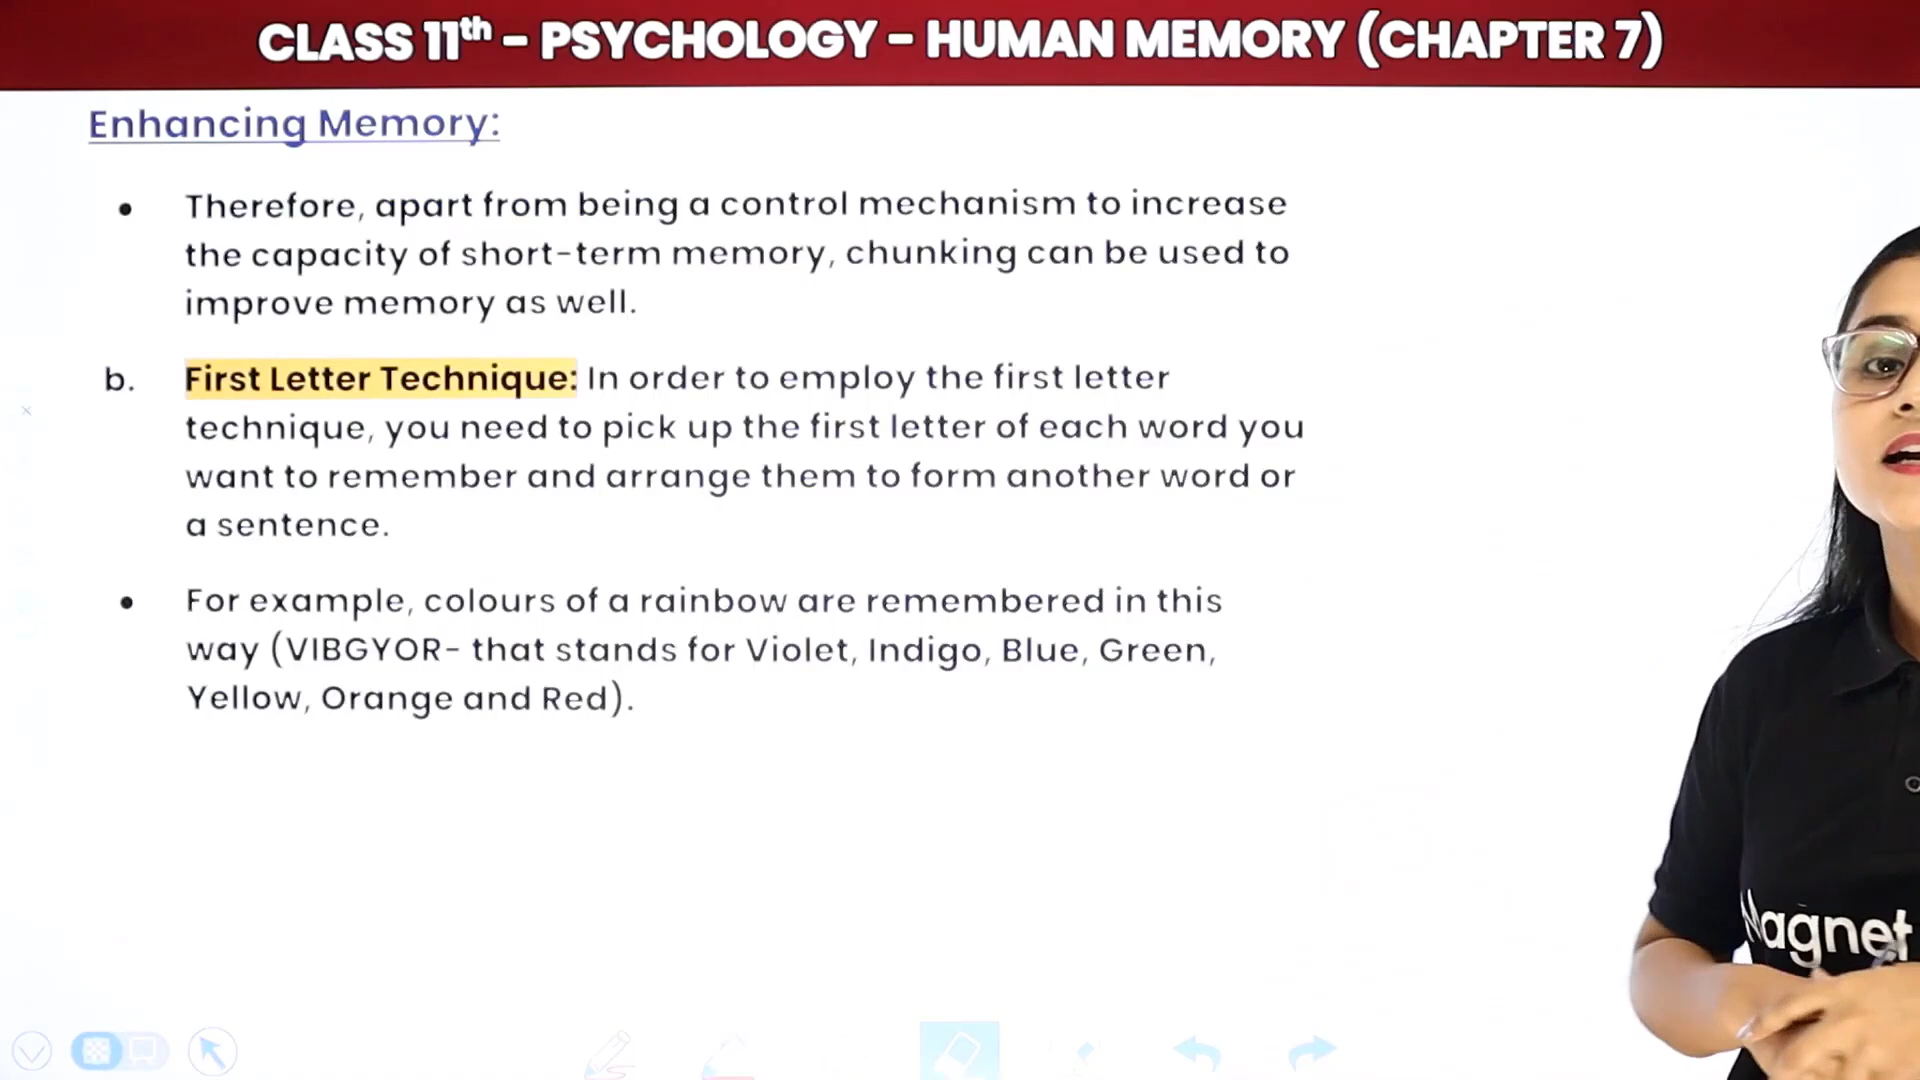 CLASS 11th - PSYCHOLOGY - HUMAN MEMORY (CHAPTER 7)
Enhancing Memory:
• Therefore, apart from being a control mechanism to increase
the capacity of short-term memory, chunking can be used to
improve memory as well.
b. First Letter Technique: In order to employ the first letter
technique, you need to pick up the first letter of each word you
want to remember and arrange them to form another word or
a sentence.
• For example, colours of a rainbow are remembered in this
way (VIBGYOR- that stands for Violet, Indigo, Blue, Green,
Yellow, Orange and Red).
Magnet